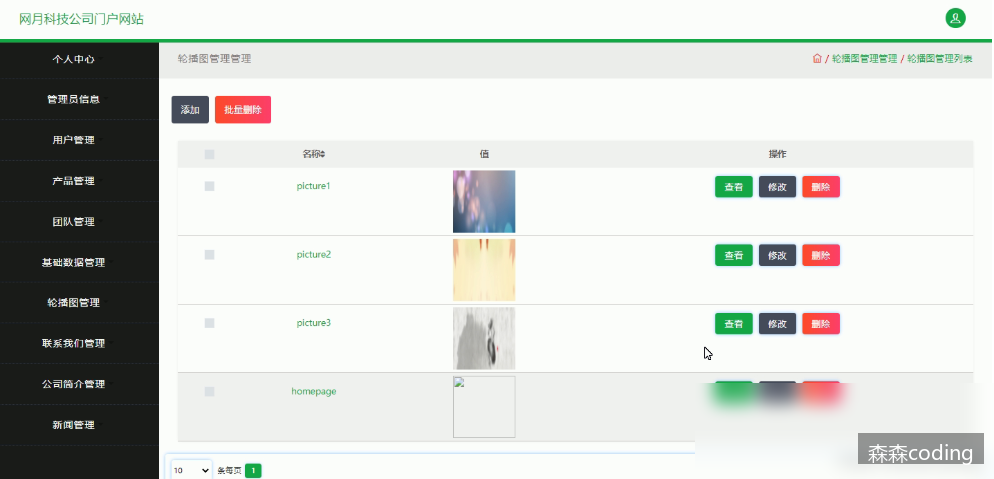 网月科技公司门户网站
个人中心
管理员信息
用户管理
产品管理
团队管理
基础数据管理
轮播图管理
联系我们管理
公司简介管理
新闻管理
轮播图管理管理
/ 轮播图管理管理 / 轮播图管理列表
添加 批量删除
名称 值 操作
picture1 查看 修改 删除
picture2 查看 修改 删除
picture3 查看 修改 删除
homepage
10 条每页 1
森森coding